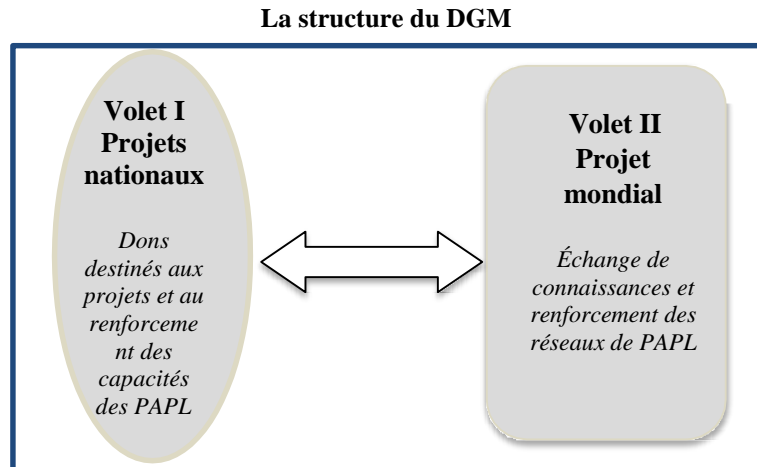 La structure du DGM
Volet I
Projets
nationaux
Dons
destinés aux
projets et au
renforceme
nt des
capacités
des PAPL
Volet II
Projet
mondial
Échange de
connaissances et
renforcement des
réseaux de PAPL